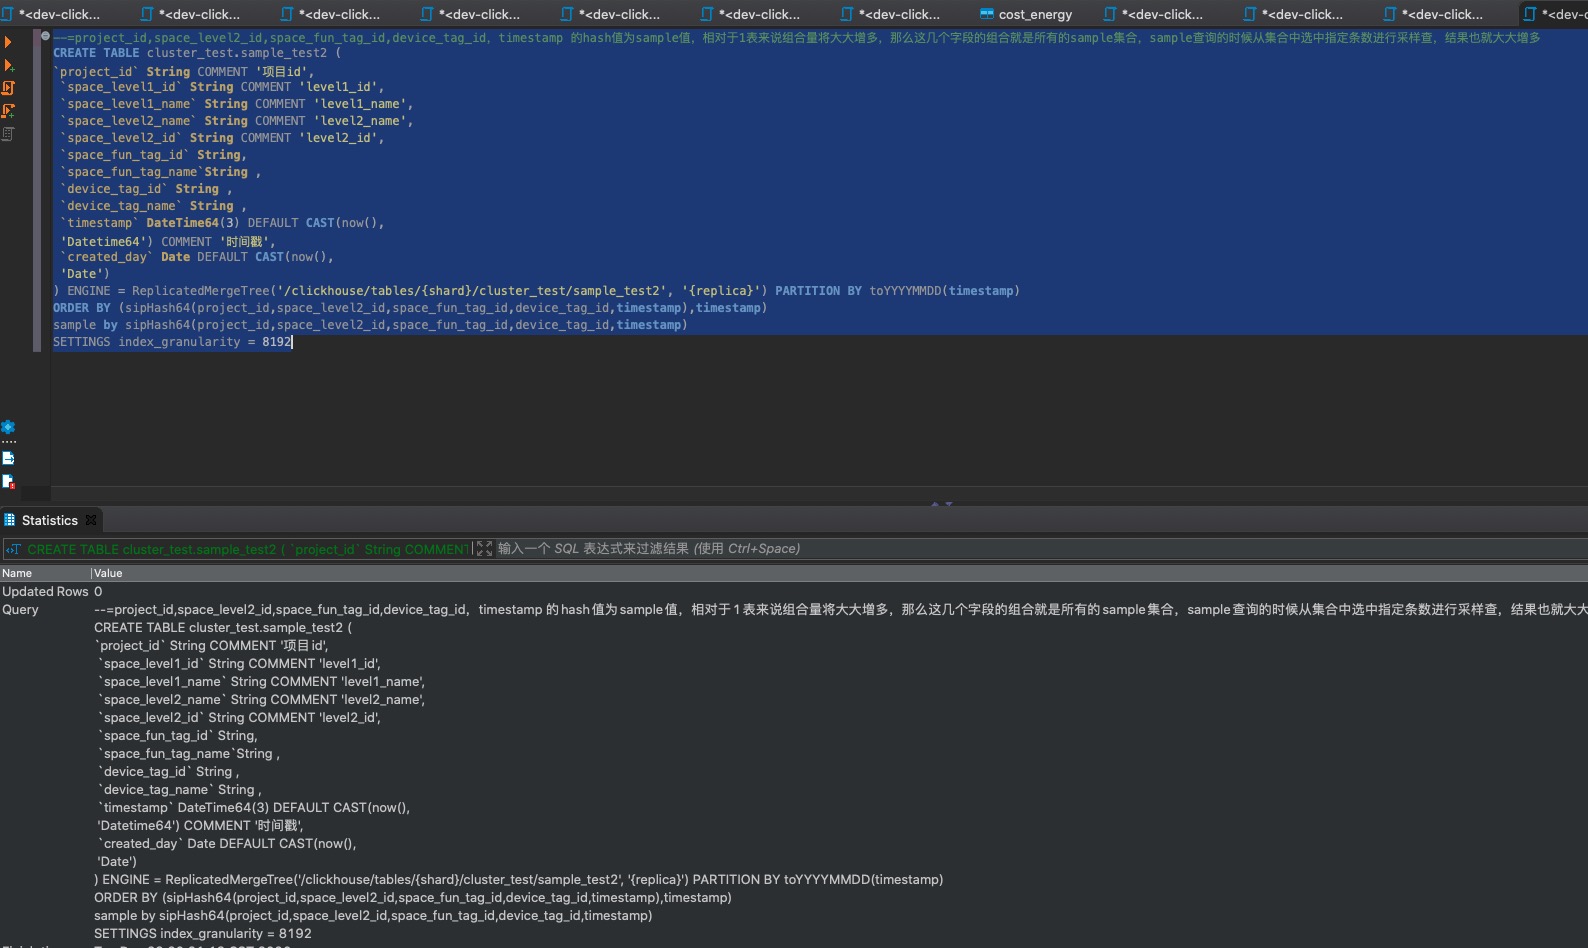 *<dev-click... *<dev-click... *<dev-click... *<dev-click... *<dev-click... *<dev-click... *<dev-click... cost_energy *<dev-click... *<dev-click... *<dev-click... *<dev-c
--=project_id,space_level2_id,space_fun_tag_id,device_tag_id，timestamp 的hash值为sample值，相对于1表来说组合量将大大增多，那么这几个字段的组合就是所有的sample集合，sample查询的时候从集合中选中指定条数进行采样查，结果也就大大增多
CREATE TABLE cluster_test.sample_test2 (
`project_id` String COMMENT '项目id',
`space_level1_id` String COMMENT 'level1_id',
`space_level1_name` String COMMENT 'level1_name',
`space_level2_name` String COMMENT 'level2_name',
`space_level2_id` String COMMENT 'level2_id',
`space_fun_tag_id` String,
`space_fun_tag_name`String ,
`device_tag_id` String ,
`device_tag_name` String ,
`timestamp` DateTime64(3) DEFAULT CAST(now(),
'Datetime64') COMMENT '时间戳',
`created_day` Date DEFAULT CAST(now(),
'Date')
) ENGINE = ReplicatedMergeTree('/clickhouse/tables/{shard}/cluster_test/sample_test2', '{replica}') PARTITION BY toYYYYMMDD(timestamp)
ORDER BY (sipHash64(project_id,space_level2_id,space_fun_tag_id,device_tag_id,timestamp),timestamp)
sample by sipHash64(project_id,space_level2_id,space_fun_tag_id,device_tag_id,timestamp)
SETTINGS index_granularity = 8192
Statistics
CREATE TABLE cluster_test.sample_test2 ( `project_id` String COMMENT 输入一个 SQL 表达式来过滤结果 (使用 Ctrl+Space)
Name Value
Updated Rows 0
Query --=project_id,space_level2_id,space_fun_tag_id,device_tag_id，timestamp 的hash值为sample值，相对于1表来说组合量将大大增多，那么这几个字段的组合就是所有的sample集合，sample查询的时候从集合中选中指定条数进行采样查，结果也就大大
CREATE TABLE cluster_test.sample_test2 (
`project_id` String COMMENT '项目id',
`space_level1_id` String COMMENT 'level1_id',
`space_level1_name` String COMMENT 'level1_name',
`space_level2_name` String COMMENT 'level2_name',
`space_level2_id` String COMMENT 'level2_id',
`space_fun_tag_id` String,
`space_fun_tag_name`String ,
`device_tag_id` String ,
`device_tag_name` String ,
`timestamp` DateTime64(3) DEFAULT CAST(now(),
'Datetime64') COMMENT '时间戳',
`created_day` Date DEFAULT CAST(now(),
'Date')
) ENGINE = ReplicatedMergeTree('/clickhouse/tables/{shard}/cluster_test/sample_test2', '{replica}') PARTITION BY toYYYYMMDD(timestamp)
ORDER BY (sipHash64(project_id,space_level2_id,space_fun_tag_id,device_tag_id,timestamp),timestamp)
sample by sipHash64(project_id,space_level2_id,space_fun_tag_id,device_tag_id,timestamp)
SETTINGS index_granularity = 8192